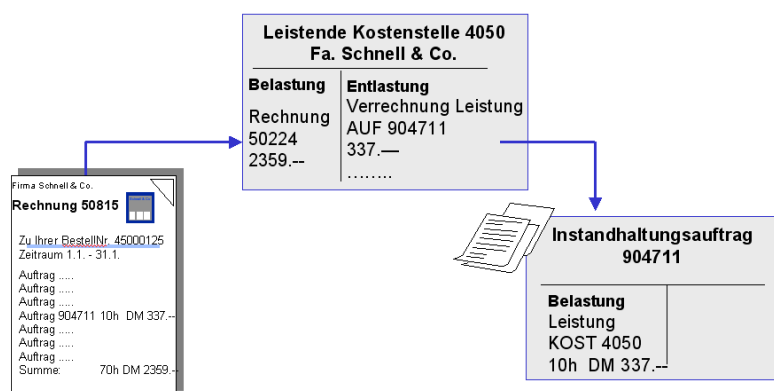 Leistende Kostenstelle 4050
Fa. Schnell & Co.
Belastung
Rechnung
50224
2359.--
Entlastung
Verrechnung Leistung
AUF 904711
337.—
........
Firma Schnell & Co.
Rechnung 50815
Zu Ihrer BestellNr. 45000125
Zeitraum 1.1. - 31.1.
Auftrag .....
Auftrag .....
Auftrag .....
Auftrag 904711 10h DM 337.--
Auftrag .....
Auftrag .....
Auftrag .....
Summe: 70h DM 2359.--
Instandhaltungsauftrag
904711
Belastung
Leistung
KOST 4050
10h DM 337.--